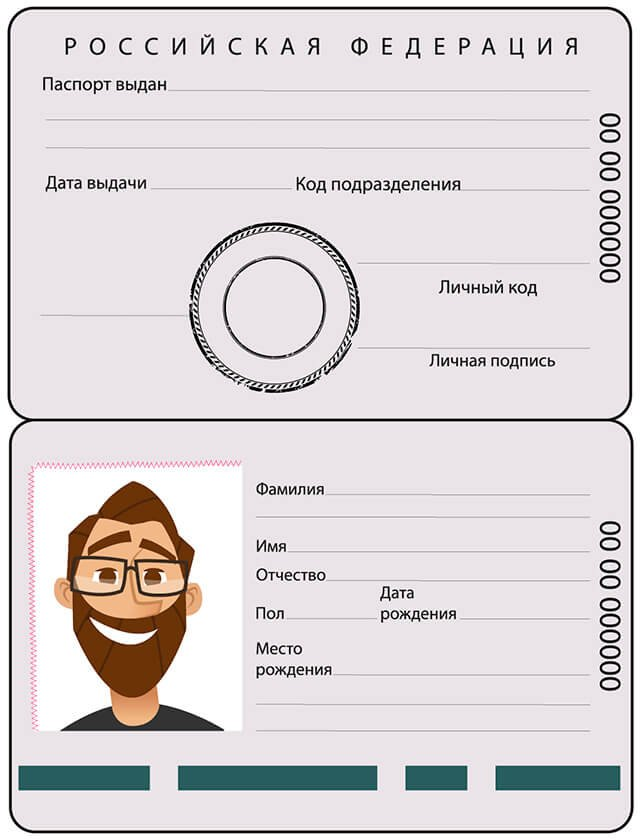 РОССИЙСКАЯ ФЕДЕРАЦИЯ
Паспорт выдан
Дата выдачи Код подразделения
Личный код
Личная подпись
00 00 000000
Фамилия
Имя
Отчество
Дата
Пол рождения
Место
рождения
00 00 000000